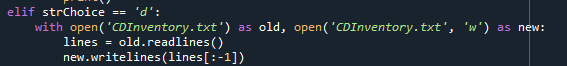 print()
elif strChoice == 'd':
    with open('CDInventory.txt') as old, open('CDInventory.txt', 'w') as new:
        lines = old.readlines()
        new.writelines(lines[:-1])